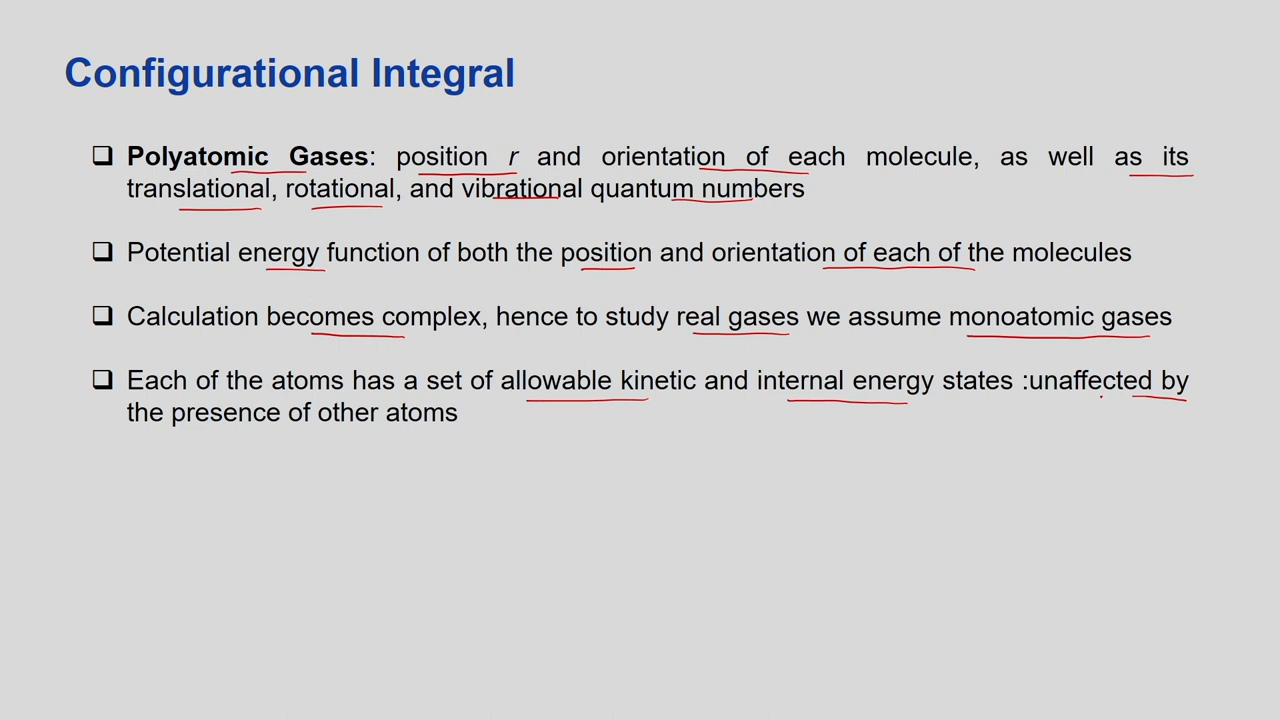 Configurational Integral
❑ Polyatomic Gases: position r and orientation of each molecule, as well as its
translational, rotational, and vibrational quantum numbers
❑ Potential energy function of both the position and orientation of each of the molecules
❑ Calculation becomes complex, hence to study real gases we assume monoatomic gases
❑ Each of the atoms has a set of allowable kinetic and internal energy states :unaffected by
the presence of other atoms